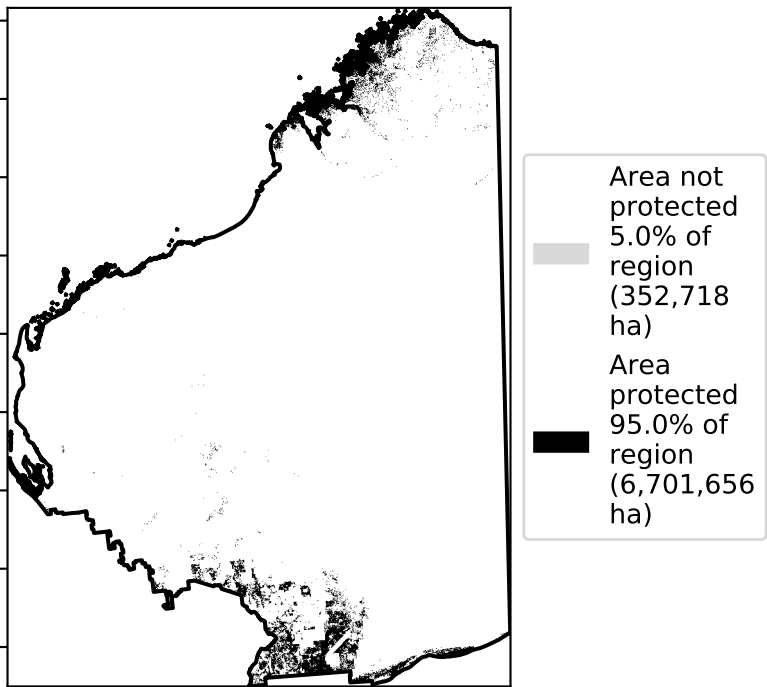 Area not
protected
5.0% of
region
(352,718
ha)
Area
protected
95.0% of
region
(6,701,656
ha)